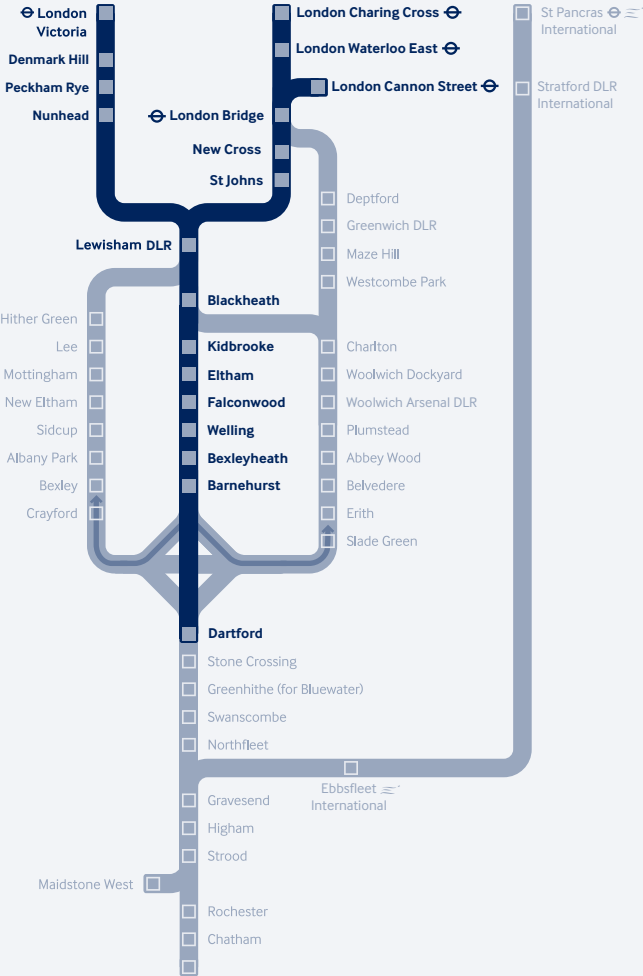 London
Victoria
Denmark Hill
Peckham Rye
Nunhead
London Charing Cross
London Waterloo East
London Cannon Street
London Bridge
New Cross
St Johns
St Pancras
International
Stratford DLR
International
Deptford
Greenwich DLR
Maze Hill
Westcombe Park
Lewisham DLR
Blackheath
Kidbrooke
Eltham
Falconwood
Welling
Bexleyheath
Barnehurst
Hither Green
Lee
Mottingham
New Eltham
Sidcup
Albany Park
Bexley
Crayford
Charlton
Woolwich Dockyard
Woolwich Arsenal DLR
Plumstead
Abbey Wood
Belvedere
Erith
Slade Green
Dartford
Stone Crossing
Greenhithe (for Bluewater)
Swanscombe
Northfleet
Ebbsfleet
International
Gravesend
Higham
Strood
Maidstone West
Rochester
Chatham